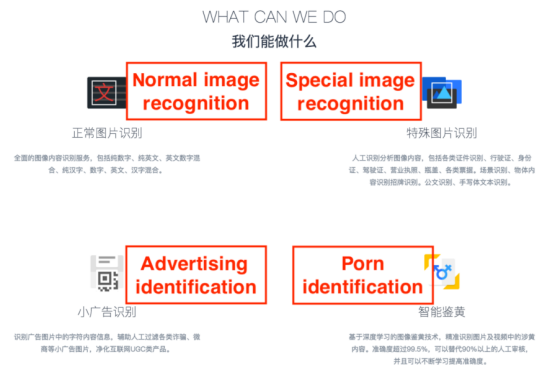 WHAT CAN WE DO
我们能做什么
文
Normal image
recognition
Special image
recognition
正常图片识别
特殊图片识别
全面的图像内容识别服务、包括纯数字、纯英文、英文数字混
合、纯汉字、数字、英文、汉字混合。
人工识别分析图像内容、包括各类证件识别、行驶证、身份
证、驾驶证、营业执照、瓶盖、各类票据。场景识别、物体内
容识别招牌识别。公文识别、手写体文本识别。
Advertising
identification
Porn
identification
小广告识别
智能鉴黄
识别广告图片中的字符内容信息。辅助人工过滤各类诈骗、微
商等小广告图片，净化互联网UGC类产品。
基于深度学习的图像鉴黄技术，精准识别图片及视频中的涉黄
内容。准确度超过99.5%，可以替代90%以上的人工审核，
并且可以不断学习提高准确度。